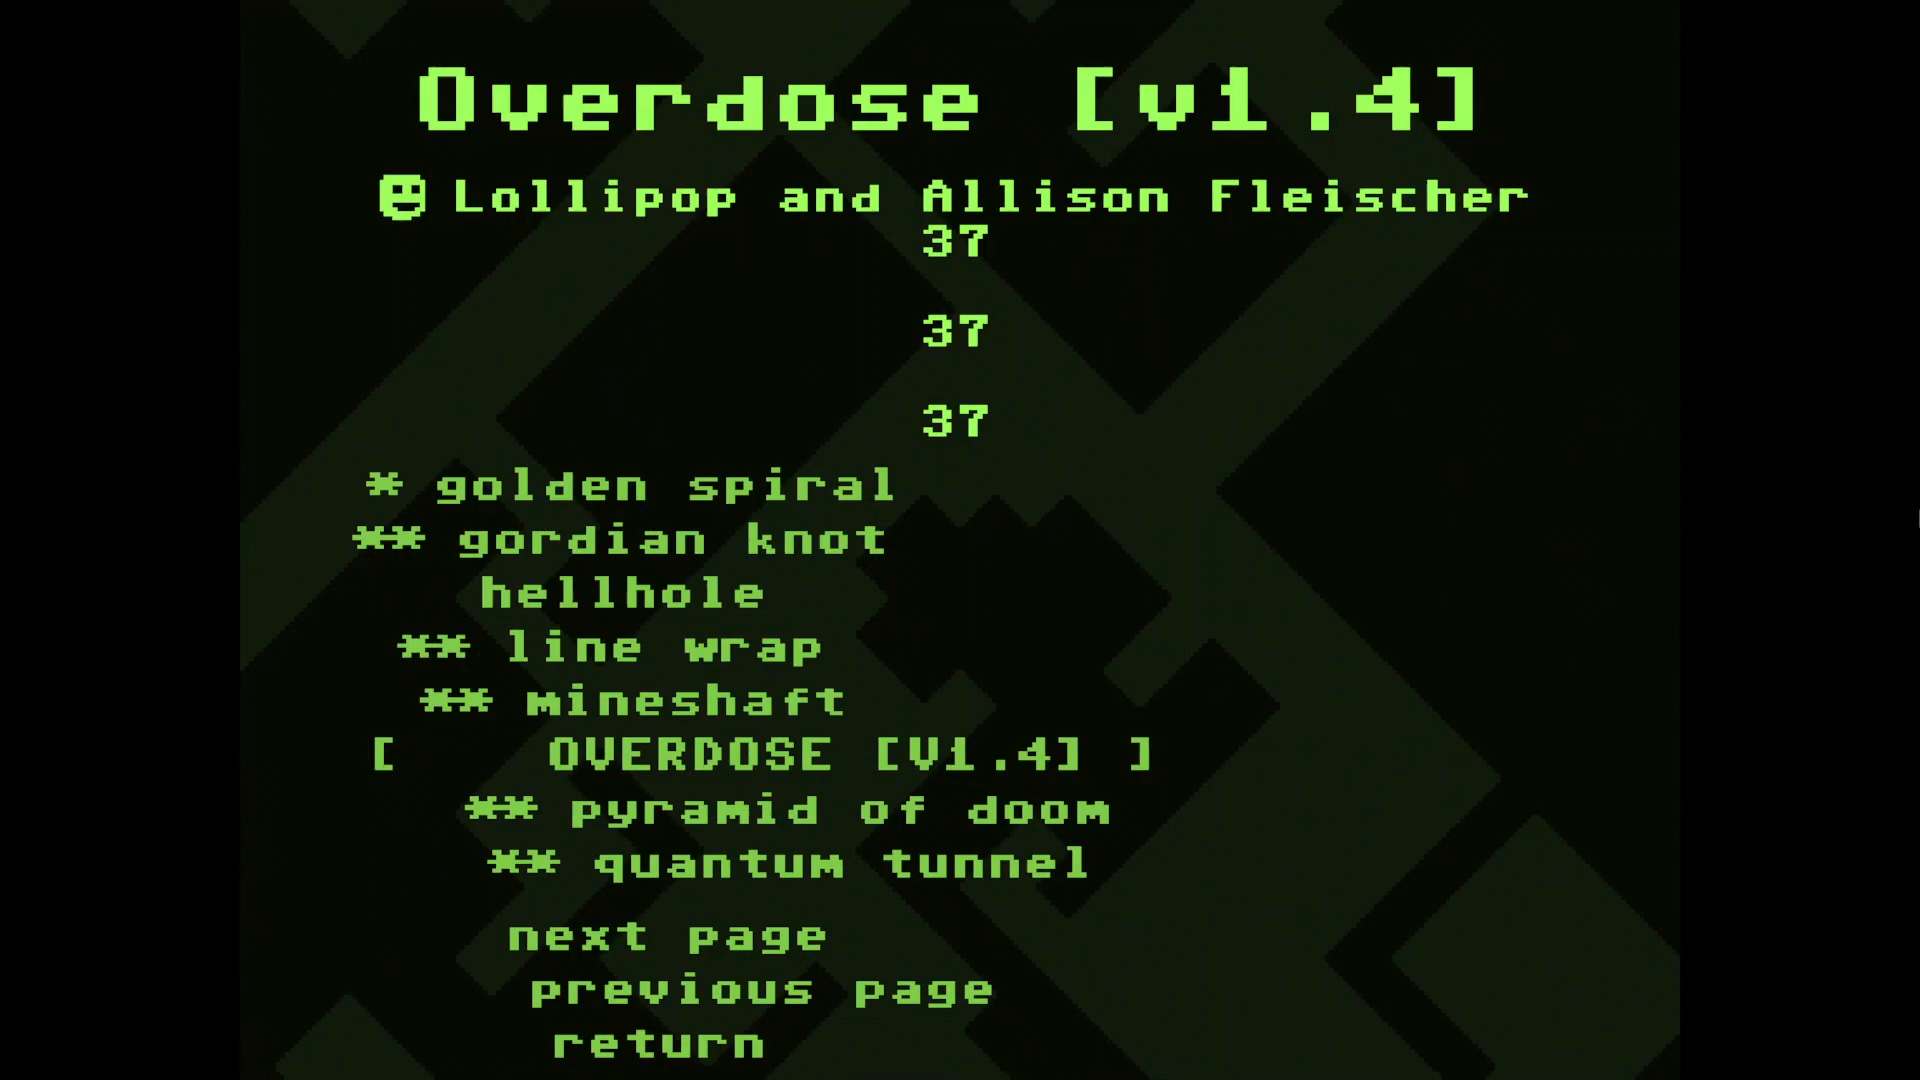 Overdose [v1.4]
Lollipop and Allison Fleischer
37
37
37
* golden spiral
** gordian knot
hellhole
** line wrap
** mineshaft
[ OVERDOSE [V1.4] ]
** pyramid of doom
** quantum tunnel
next page
previous page
return